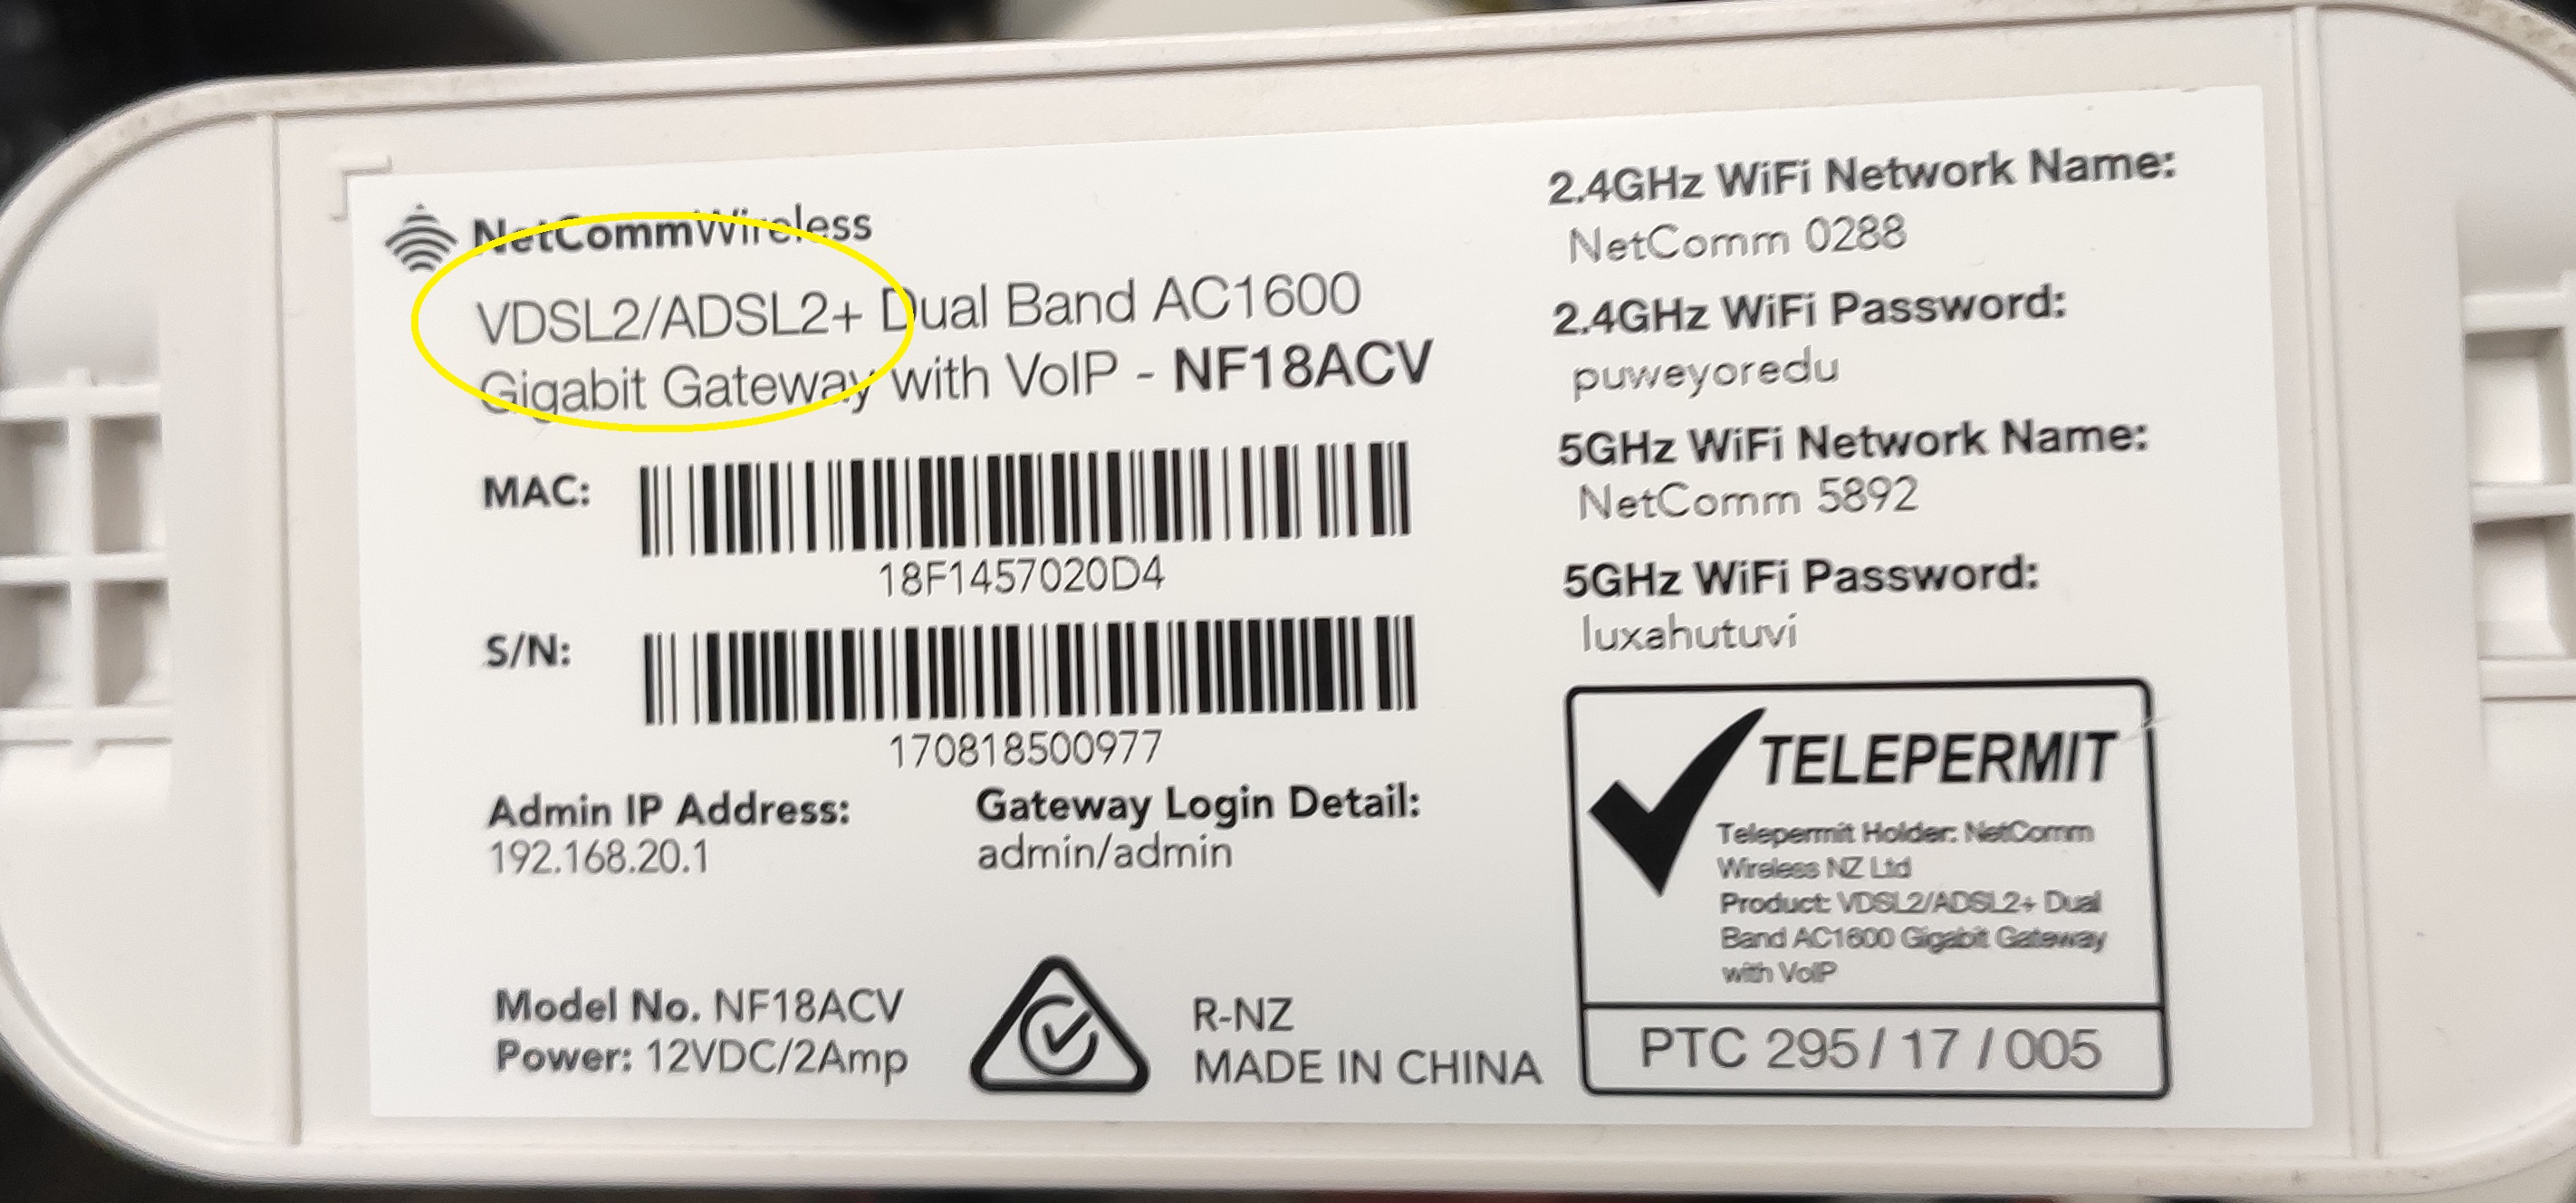 NetCommWireless
VDSL2/ADSL2+ Dual Band AC1600
Gigabit Gateway with VoIP - NF18ACV
MAC:
18F1457020D4
S/N:
170818500977
Admin IP Address:
192.168.20.1
Gateway Login Detail:
admin/admin
Model No. NF18ACV
Power: 12VDC/2Amp
R-NZ
MADE IN CHINA
2.4GHz WiFi Network Name:
NetComm 0288
2.4GHz WiFi Password:
puweyoredu
5GHz WiFi Network Name:
NetComm 5892
5GHz WiFi Password:
luxahutuvi
TELEPERMIT
Telepermit Holder: NetComm
Wireless NZ Ltd
Product: VDSL2/ADSL2+ Dual
Band AC1600 Gigabit Gateway
with VoIP
PTC 295 / 17 / 005